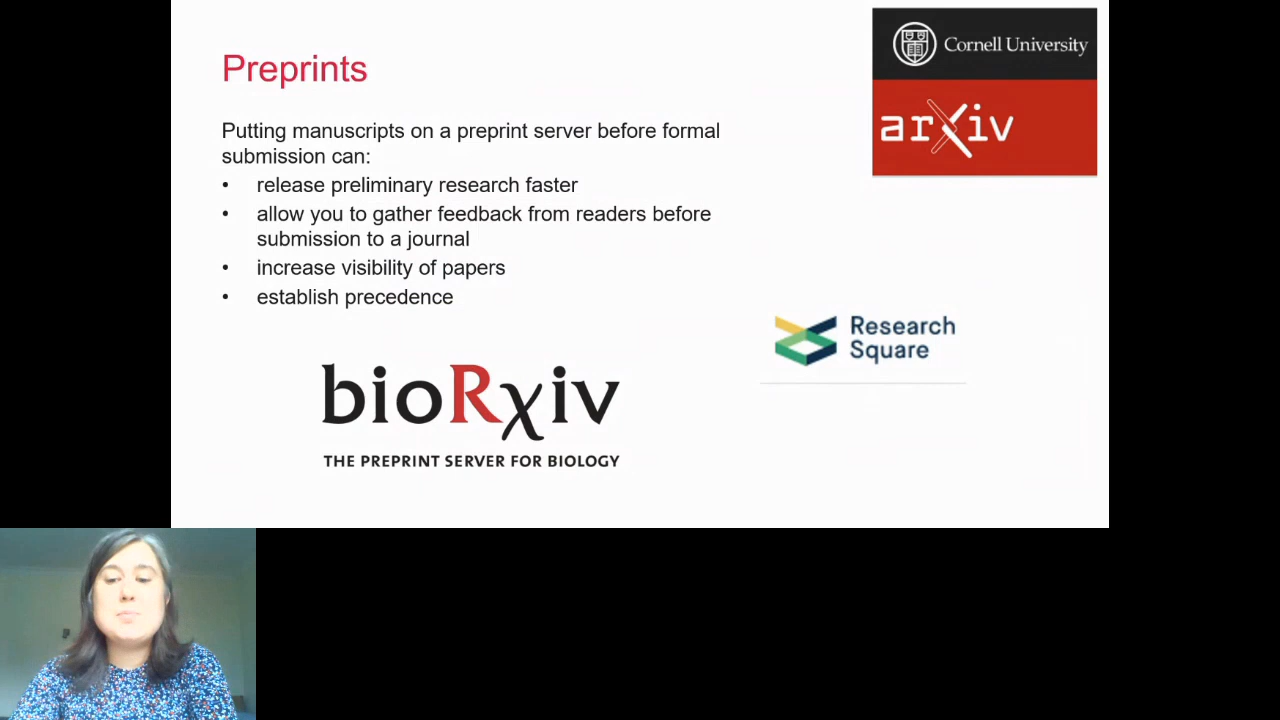 Cornell University
arXiv
Preprints
Putting manuscripts on a preprint server before formal
submission can:
• release preliminary research faster
• allow you to gather feedback from readers before
submission to a journal
• increase visibility of papers
• establish precedence
Research
Square
bioRχiv
THE PREPRINT SERVER FOR BIOLOGY